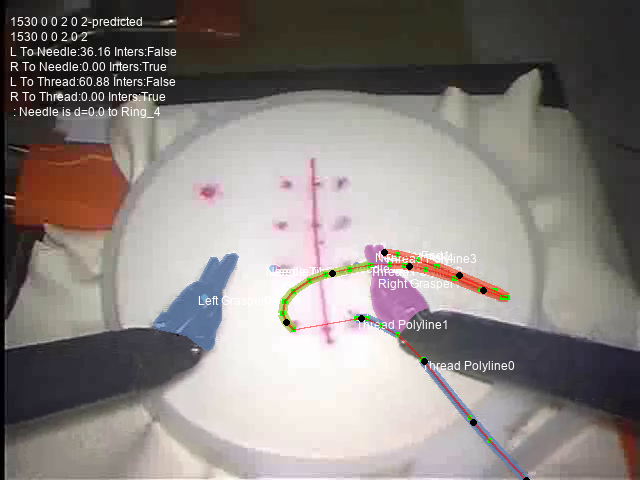 1530 0 0 2 0 2-predicted
1530 0 0 2 0 2
L To Needle:36.16 Inters:False
R To Needle:0.00 Inters:True
L To Thread:60.88 Inters:False
R To Thread:0.00 Inters:True
: Needle is d=0.0 to Ring_4
Right Grasper
Left Grasper
Thread Polyline1
Thread Polyline0